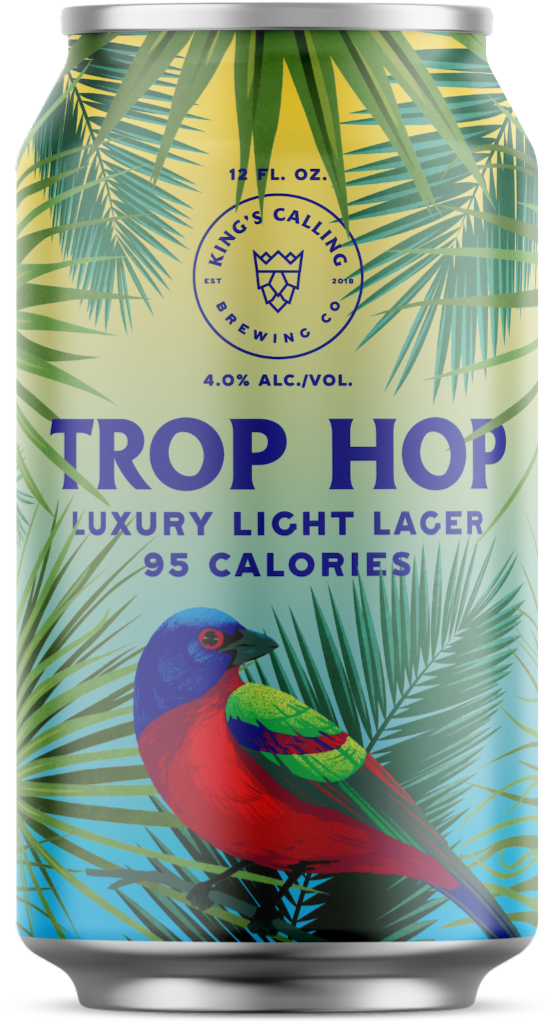 12 FL. OZ.
KING'S CALLING
EST 2018
BREWING CO
4.0% ALC./VOL.
TROP HOP
LUXURY LIGHT LAGER
95 CALORIES